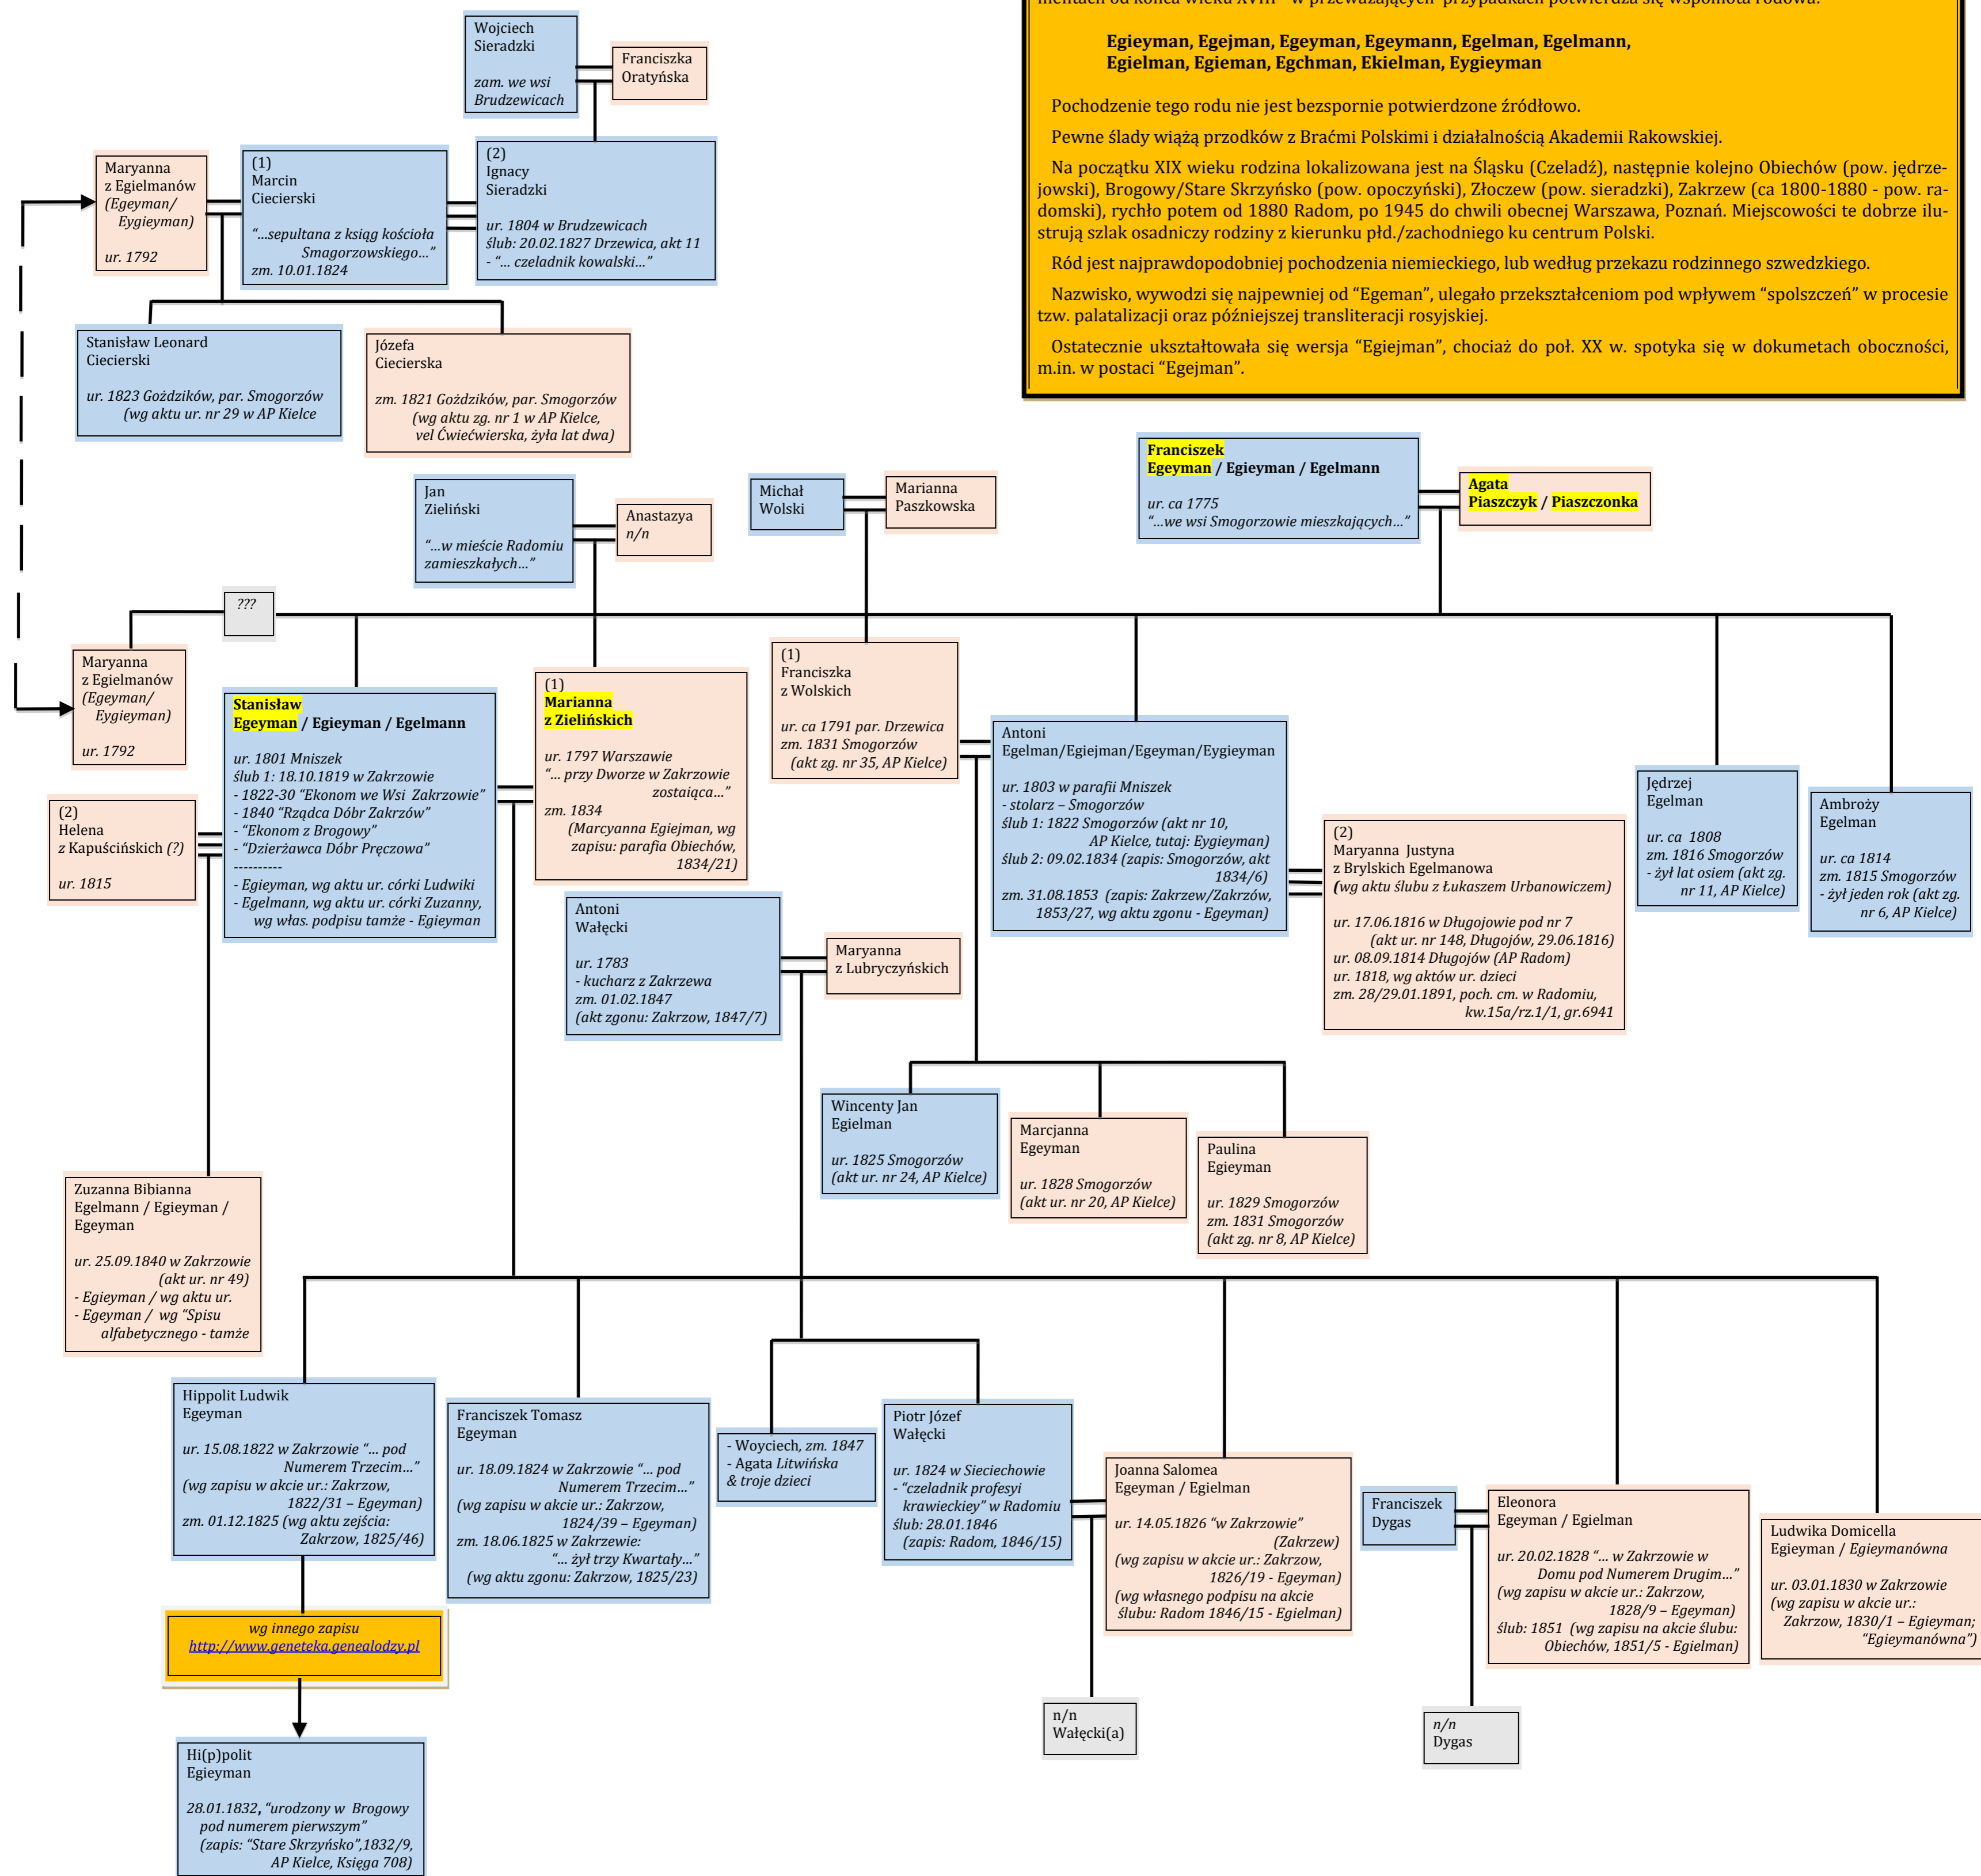 mentach od końca wieku XVIII - w przeważających przypadkach potwierdza się wspólnota rodowa:
Egieyman, Egejman, Egeyman, Egeymann, Egelman, Egelmann,
Egielman, Egieman, Egchman, Ekielman, Eygieyman
Pochodzenie tego rodu nie jest bezspornie potwierdzone źródłowo.
Pewne ślady wiążą przodków z Braćmi Polskimi i działalnością Akademii Rakowskiej.
Na początku XIX wieku rodzina lokalizowana jest na Śląsku (Czeladź), następnie kolejno Obiechów (pow. jędrze-
jowski), Brogowy/Stare Skrzyńsko (pow. opoczyński), Złoczew (pow. sieradzki), Zakrzew (ca 1800-1880 - pow. ra-
domski), rychło potem od 1880 Radom, po 1945 do chwili obecnej Warszawa, Poznań. Miejscowości te dobrze ilu-
strują szlak osadniczy rodziny z kierunku płd./zachodniego ku centrum Polski.
Ród jest najprawdopodobniej pochodzenia niemieckiego, lub według przekazu rodzinnego szwedzkiego.
Nazwisko, wywodzi się najpewniej od “Egeman”, ulegało przekształceniom pod wpływem “spolszczeń” w procesie
tzw. palatalizacji oraz późniejszej transliteracji rosyjskiej.
Ostatecznie ukształtowała się wersja “Egiejman”, chociaż do poł. XX w. spotyka się w dokumetach oboczności,
m.in. w postaci “Egejman”.
Wojciech
Sieradzki
zam. we wsi
Brudzewicach
Franciszka
Oratyńska
Maryanna
z Egielmanów
(Egeyman/
Eygieyman)
ur. 1792
(1)
Marcin
Ciecierski
“...sepultana z ksiąg kościoła
Smagorzowskiego...”
zm. 10.01.1824
(2)
Ignacy
Sieradzki
ur. 1804 w Brudzewicach
ślub: 20.02.1827 Drzewica, akt 11
- “... czeladnik kowalski...”
Stanisław Leonard
Ciecierski
ur. 1823 Gożdzików, par. Smogorzów
(wg aktu ur. nr 29 w AP Kielce
Józefa
Ciecierska
zm. 1821 Gożdzików, par. Smogorzów
(wg aktu zg. nr 1 w AP Kielce,
vel Ćwiećwierska, żyła lat dwa)
Jan
Zieliński
“...w mieście Radomiu
zamieszkałych...”
Anastazya
n/n
Michał
Wolski
Marianna
Paszkowska
Franciszek
Egeyman / Egieyman / Egelmann
ur. ca 1775
“...we wsi Smogorzowie mieszkających...”
Agata
Piaszczyk / Piaszczonka
???
Maryanna
z Egielmanów
(Egeyman/
Eygieyman)
ur. 1792
Stanisław
Egeyman / Egieyman / Egelmann
ur. 1801 Mniszek
ślub 1: 18.10.1819 w Zakrzowie
- 1822-30 “Ekonom we Wsi Zakrzowie”
- 1840 “Rządca Dóbr Zakrzów”
- “Ekonom z Brogowy”
- “Dzierżawca Dóbr Pręczowa”
----------
- Egieyman, wg aktu ur. córki Ludwiki
- Egelmann, wg aktu ur. córki Zuzanny,
wg włas. podpisu tamże - Egieyman
(1)
Marianna
z Zielińskich
ur. 1797 Warszawie
“... przy Dworze w Zakrzowie
zostaiąca...”
zm. 1834
(Marcyanna Egiejman, wg
zapisu: parafia Obiechów,
1834/21)
(2)
Helena
z Kapuścińskich (?)
ur. 1815
(1)
Franciszka
z Wolskich
ur. ca 1791 par. Drzewica
zm. 1831 Smogorzów
(akt zg. nr 35, AP Kielce)
Antoni
Egelman/Egiejman/Egeyman/Eygieyman
ur. 1803 w parafii Mniszek
- stolarz – Smogorzów
ślub 1: 1822 Smogorzów (akt nr 10,
AP Kielce, tutaj: Eygieyman)
ślub 2: 09.02.1834 (zapis: Smogorzów, akt
1834/6)
zm. 31.08.1853 (zapis: Zakrzew/Zakrzów,
1853/27, wg aktu zgonu - Egeyman)
(2)
Maryanna Justyna
z Brylskich Egelmanowa
(wg aktu ślubu z Łukaszem Urbanowiczem)
ur. 17.06.1816 w Długojowie pod nr 7
(akt ur. nr 148, Długojów, 29.06.1816)
ur. 08.09.1814 Długojów (AP Radom)
ur. 1818, wg aktów ur. dzieci
zm. 28/29.01.1891, poch. cm. w Radomiu,
kw.15a/rz.1/1, gr.6941
Jędrzej
Egelman
ur. ca 1808
zm. 1816 Smogorzów
- żył lat osiem (akt zg.
nr 11, AP Kielce)
Ambroży
Egelman
ur. ca 1814
zm. 1815 Smogorzów
- żył jeden rok (akt zg.
nr 6, AP Kielce)
Antoni
Wałęcki
ur. 1783
- kucharz z Zakrzewa
zm. 01.02.1847
(akt zgonu: Zakrzow, 1847/7)
Maryanna
z Lubryczyńskich
Wincenty Jan
Egielman
ur. 1825 Smogorzów
(akt ur. nr 24, AP Kielce)
Marcjanna
Egeyman
ur. 1828 Smogorzów
(akt ur. nr 20, AP Kielce)
Paulina
Egieyman
ur. 1829 Smogorzów
zm. 1831 Smogorzów
(akt zg. nr 8, AP Kielce)
Zuzanna Bibianna
Egelmann / Egieyman /
Egeyman
ur. 25.09.1840 w Zakrzowie
(akt ur. nr 49)
- Egieyman / wg aktu ur.
- Egeyman / wg “Spisu
alfabetycznego - tamże
Hippolit Ludwik
Egeyman
ur. 15.08.1822 w Zakrzowie “... pod
Numerem Trzecim...”
(wg zapisu w akcie ur.: Zakrzow,
1822/31 – Egeyman)
zm. 01.12.1825 (wg aktu zejścia:
Zakrzow, 1825/46)
Franciszek Tomasz
Egeyman
ur. 18.09.1824 w Zakrzowie “... pod
Numerem Trzecim...”
(wg zapisu w akcie ur.: Zakrzow,
1824/39 – Egeyman)
zm. 18.06.1825 w Zakrzewie:
“... żył trzy Kwartały...”
(wg aktu zgonu: Zakrzow, 1825/23)
- Woyciech, zm. 1847
- Agata Litwińska
& troje dzieci
Piotr Józef
Wałęcki
ur. 1824 w Sieciechowie
- “czeladnik profesyi
krawieckiey” w Radomiu
ślub: 28.01.1846
(zapis: Radom, 1846/15)
Joanna Salomea
Egeyman / Egielman
ur. 14.05.1826 “w Zakrzowie”
(Zakrzew)
(wg zapisu w akcie ur.: Zakrzow,
1826/19 - Egeyman)
(wg własnego podpisu na akcie
ślubu: Radom 1846/15 - Egielman)
Franciszek
Dygas
Eleonora
Egeyman / Egielman
ur. 20.02.1828 “... w Zakrzowie w
Domu pod Numerem Drugim...”
(wg zapisu w akcie ur.: Zakrzow,
1828/9 – Egeyman)
ślub: 1851 (wg zapisu na akcie ślubu:
Obiechów, 1851/5 - Egielman)
Ludwika Domicella
Egieyman / Egieymanówna
ur. 03.01.1830 w Zakrzowie
(wg zapisu w akcie ur.:
Zakrzow, 1830/1 – Egieyman;
“Egieymanówna”)
wg innego zapisu
http://www.geneteka.genealodzy.pl
n/n
Wałęcki(a)
n/n
Dygas
Hi(p)polit
Egieyman
28.01.1832, “urodzony w Brogowy
pod numerem pierwszym”
(zapis: “Stare Skrzyńsko”,1832/9,
AP Kielce, Księga 708)